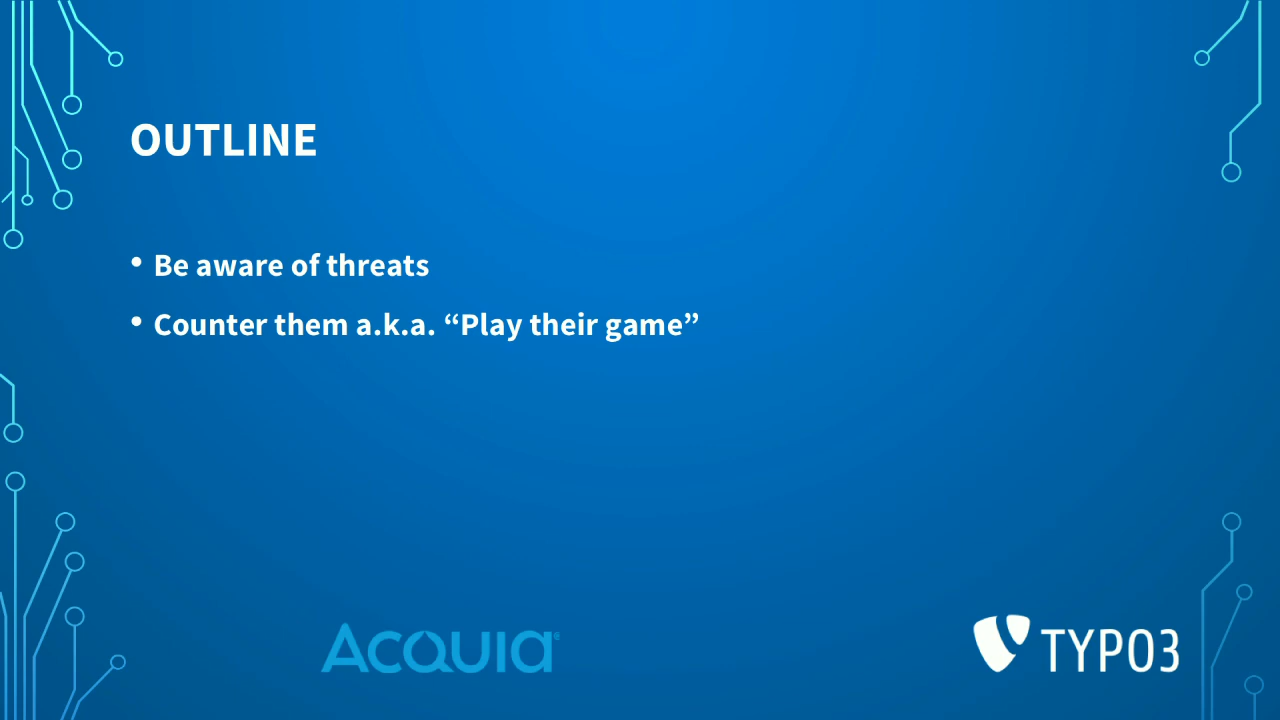 OUTLINE
• Be aware of threats
• Counter them a.k.a. “Play their game”
ACQUIA®
TYPO3